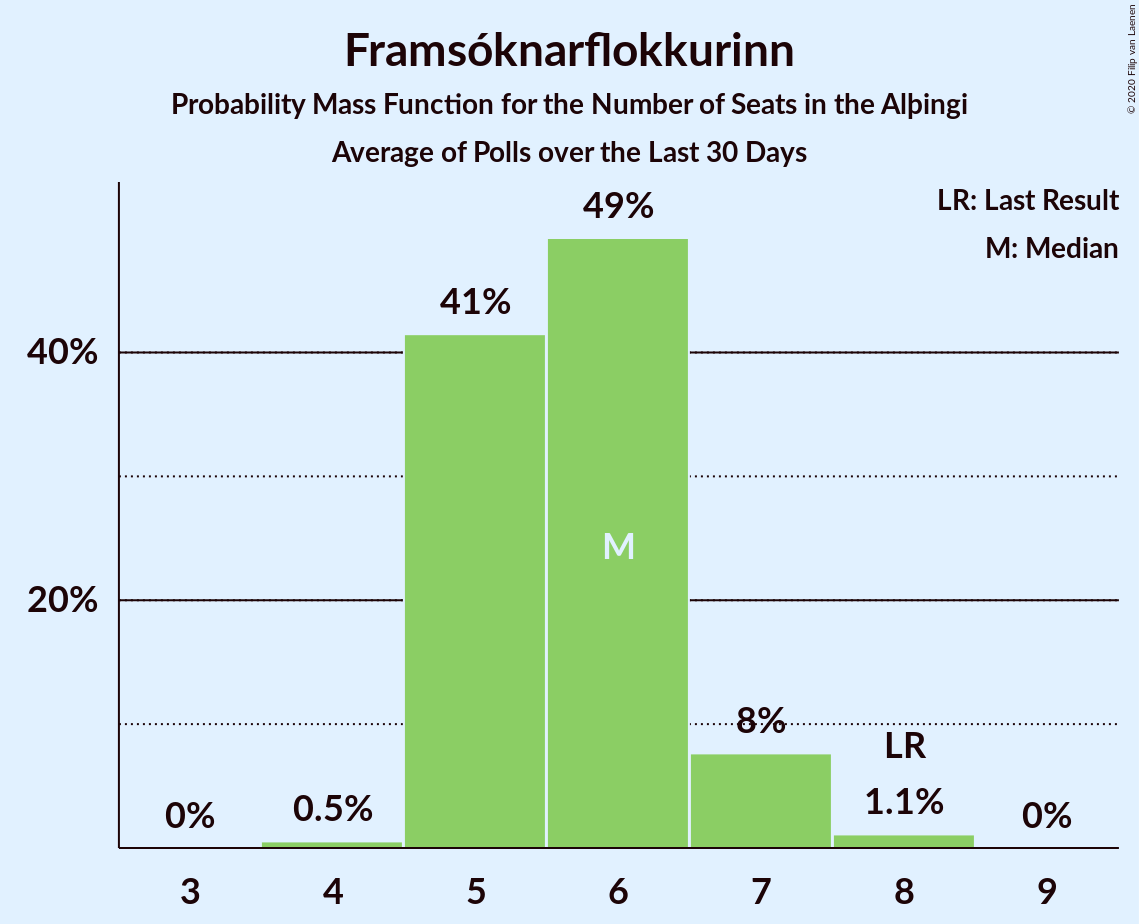 Framsóknarflokkurinn
Probability Mass Function for the Number of Seats in the Alþingi
Average of Polls over the Last 30 Days
© 2020 Filip van Laenen
LR: Last Result
M: Median
49%
41%
40%
M
20%
8%
LR
0%
0.5%
1.1%
0%
3 4 5 6 7 8 9